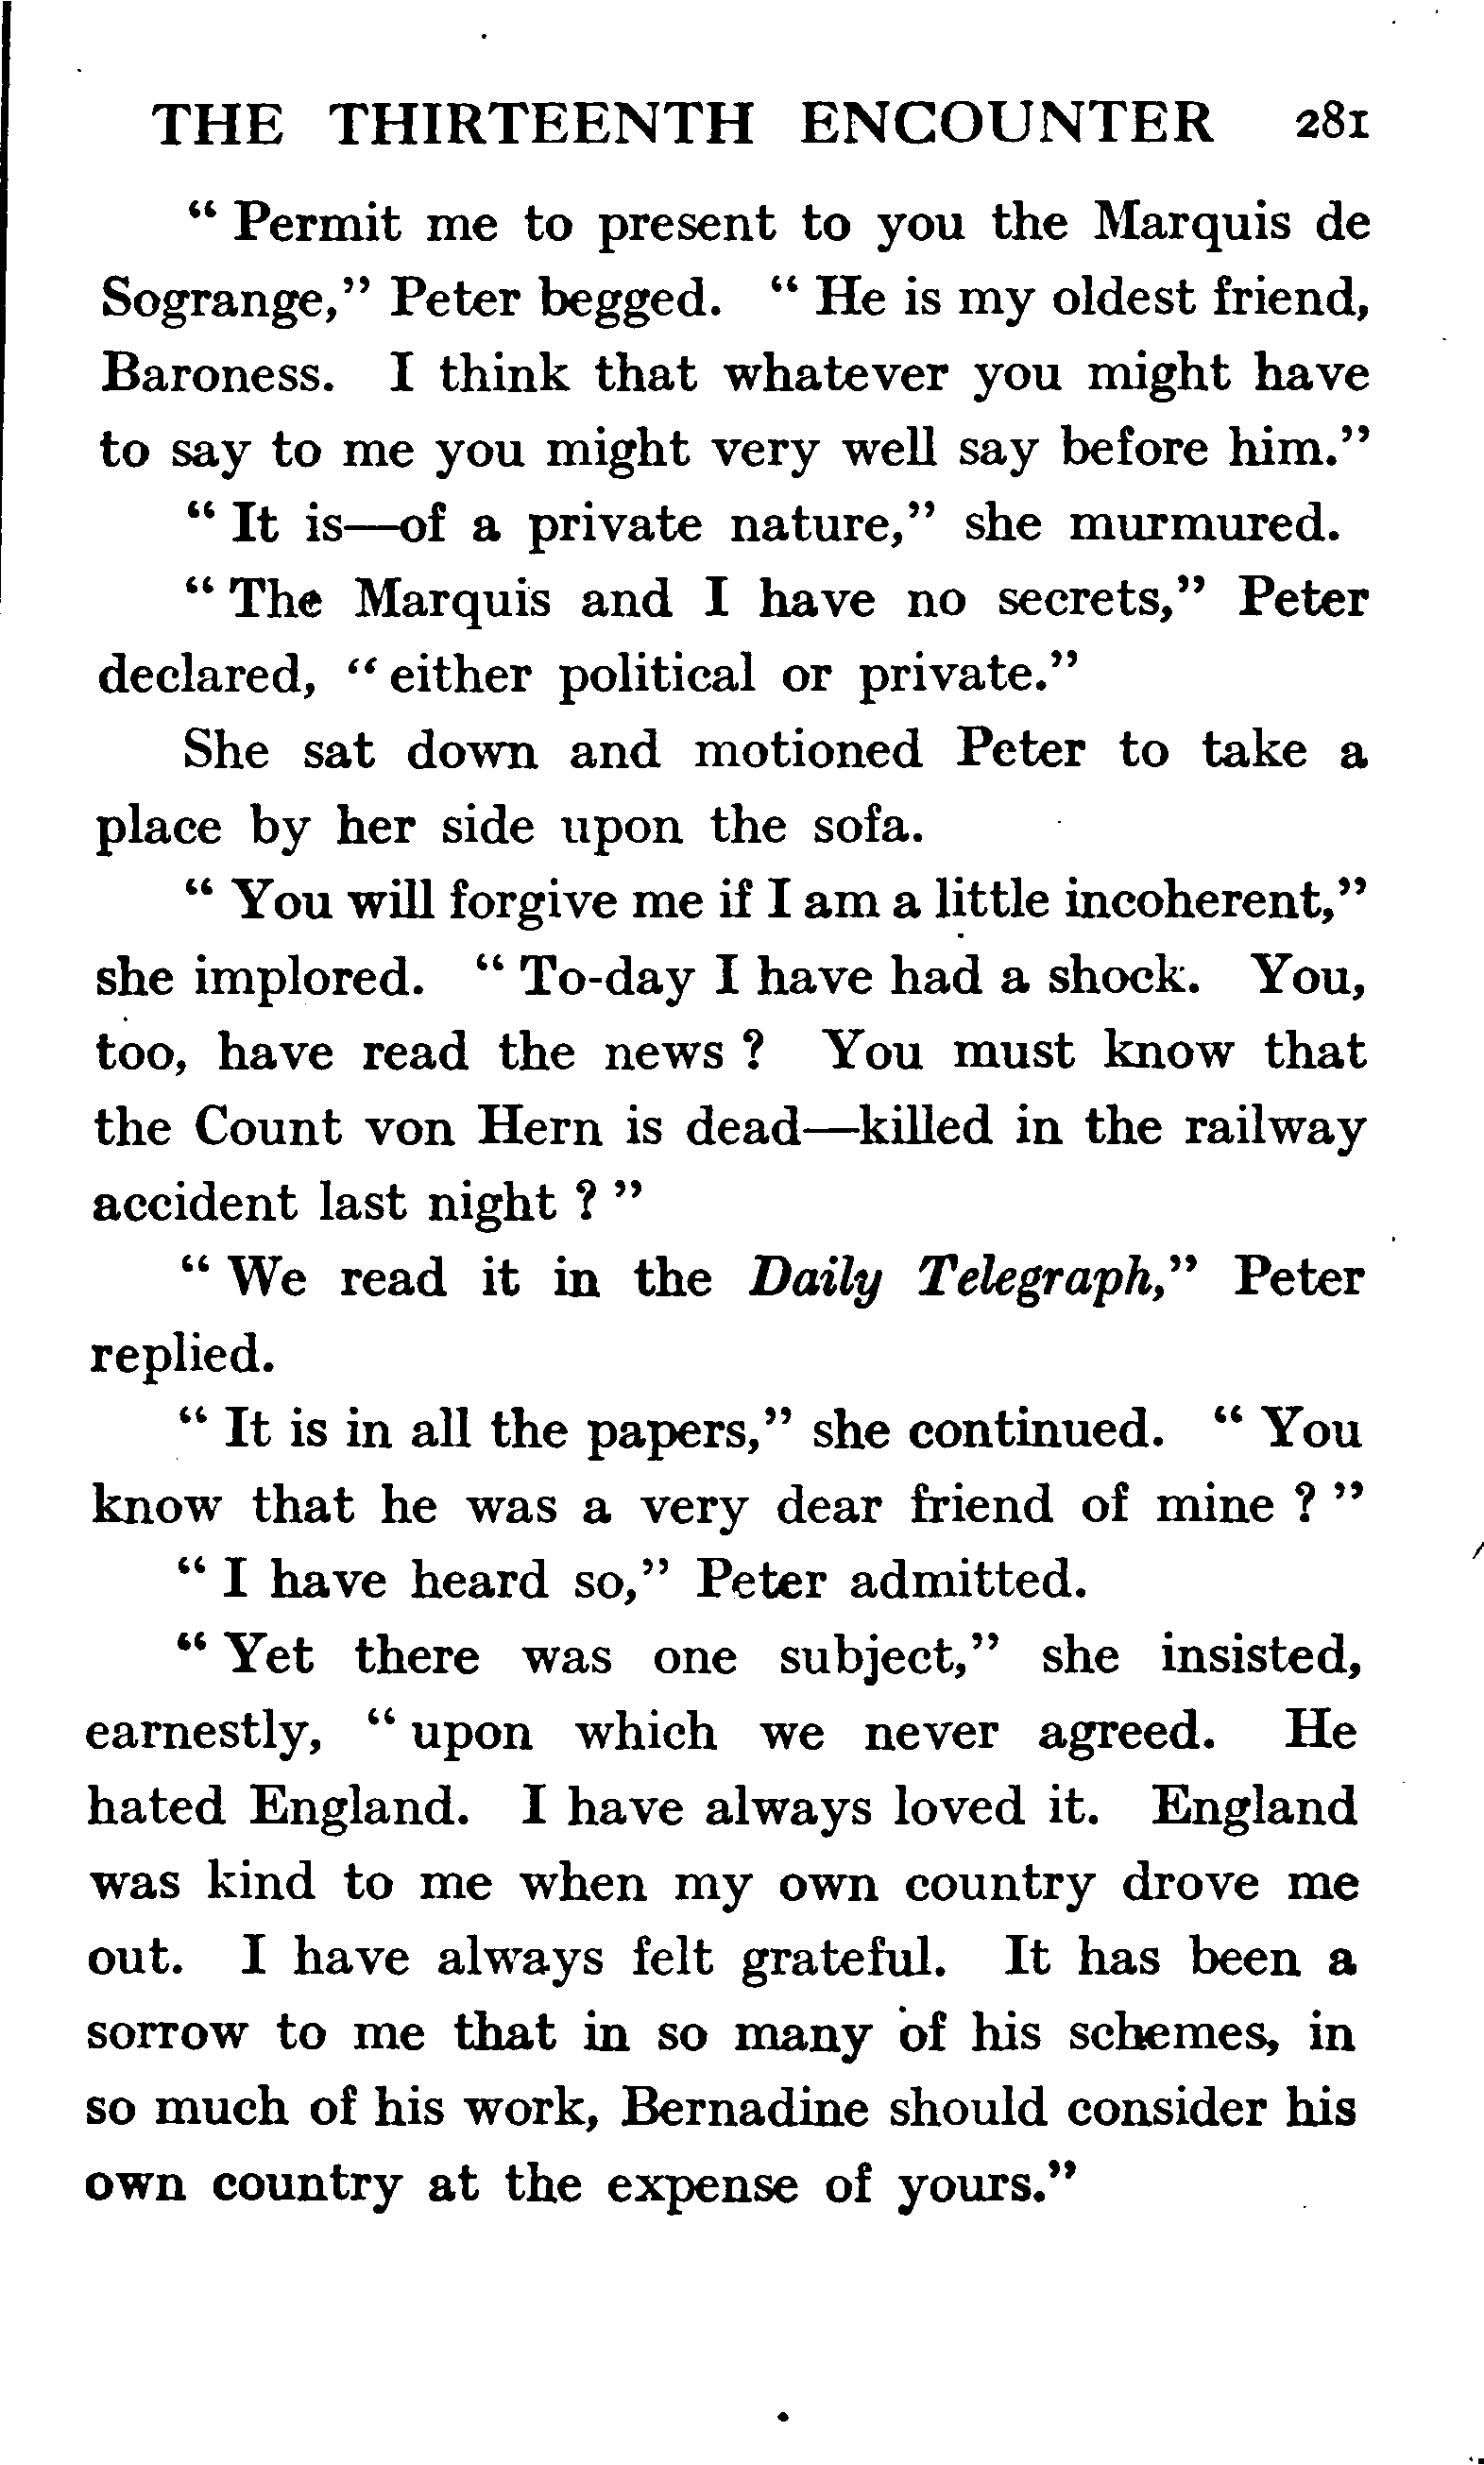 THE THIRTEENTH ENCOUNTER 281
“ Permit me to present to you the Marquis de
Sogrange,” Peter begged. “ He is my oldest friend,
Baroness. I think that whatever you might have
to say to me you might very well say before him.”
“ It is—of a private nature,” she murmured.
“ The Marquis and I have no secrets,” Peter
declared, “ either political or private.”
She sat down and motioned Peter to take a
place by her side upon the sofa.
“ You will forgive me if I am a little incoherent,”
she implored. “ To-day I have had a shock. You,
too, have read the news ? You must know that
the Count von Hern is dead—killed in the railway
accident last night ? ”
“ We read it in the Daily Telegraph,” Peter
replied.
“ It is in all the papers,” she continued. “ You
know that he was a very dear friend of mine ? ”
“ I have heard so,” Peter admitted.
“ Yet there was one subject,” she insisted,
earnestly, “ upon which we never agreed. He
hated England. I have always loved it. England
was kind to me when my own country drove me
out. I have always felt grateful. It has been a
sorrow to me that in so many of his schemes, in
so much of his work, Bernadine should consider his
own country at the expense of yours.”